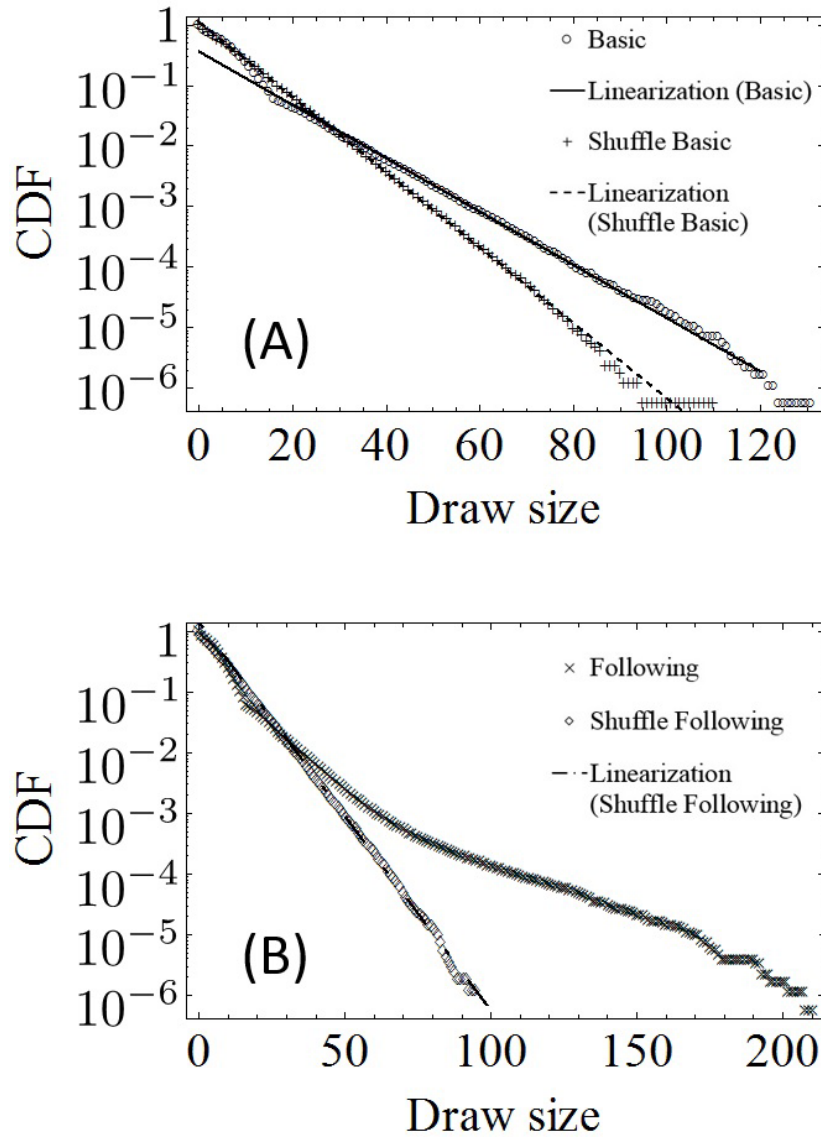 1
10⁻¹
10⁻²
10⁻³
10⁻⁴
10⁻⁵
10⁻⁶
CDF
Basic
Linearization (Basic)
Shuffle Basic
Linearization
(Shuffle Basic)
(A)
0 20 40 60 80 100 120
Draw size
1
10⁻¹
10⁻²
10⁻³
10⁻⁴
10⁻⁵
10⁻⁶
CDF
Following
Shuffle Following
Linearization
(Shuffle Following)
(B)
0 50 100 150 200
Draw size